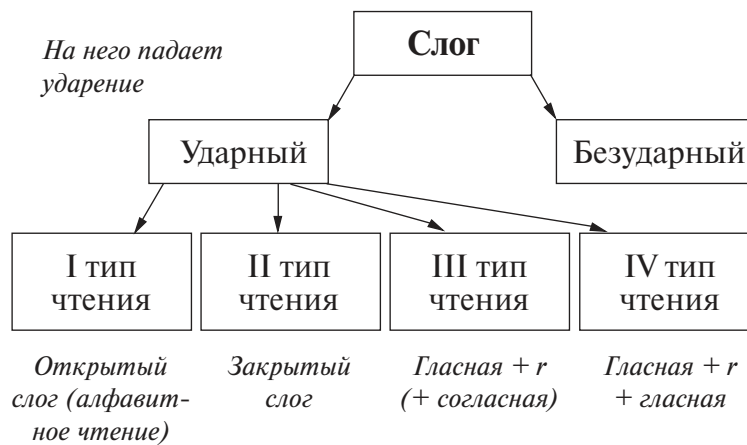 Слог
На него падает
ударение
Ударный
Безударный
I тип
чтения
II тип
чтения
III тип
чтения
IV тип
чтения
Открытый
слог (алфавит-
ное чтение)
Закрытый
слог
Гласная + r
(+ согласная)
Гласная + r
+ гласная